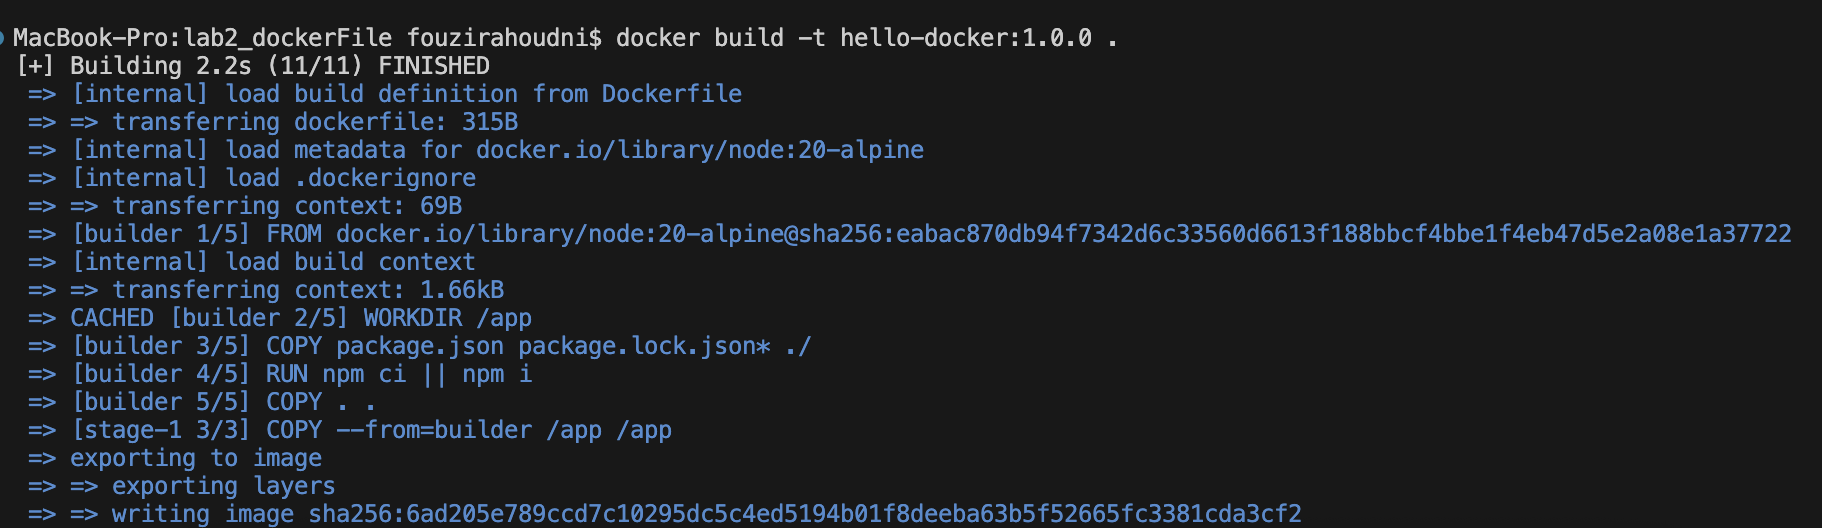 MacBook-Pro:lab2_dockerFile fouzirahoudni$ docker build -t hello-docker:1.0.0 .
[+] Building 2.2s (11/11) FINISHED
=> [internal] load build definition from Dockerfile
=> => transferring dockerfile: 315B
=> [internal] load metadata for docker.io/library/node:20-alpine
=> [internal] load .dockerignore
=> => transferring context: 69B
=> [builder 1/5] FROM docker.io/library/node:20-alpine@sha256:eabac870db94f7342d6c33560d6613f188bbcf4bbe1f4eb47d5e2a08e1a37722
=> [internal] load build context
=> => transferring context: 1.66kB
=> CACHED [builder 2/5] WORKDIR /app
=> [builder 3/5] COPY package.json package.lock.json* ./
=> [builder 4/5] RUN npm ci || npm i
=> [builder 5/5] COPY . .
=> [stage-1 3/3] COPY --from=builder /app /app
=> exporting to image
=> => exporting layers
=> => writing image sha256:6ad205e789ccd7c10295dc5c4ed5194b01f8deeba63b5f52665fc3381cda3cf2